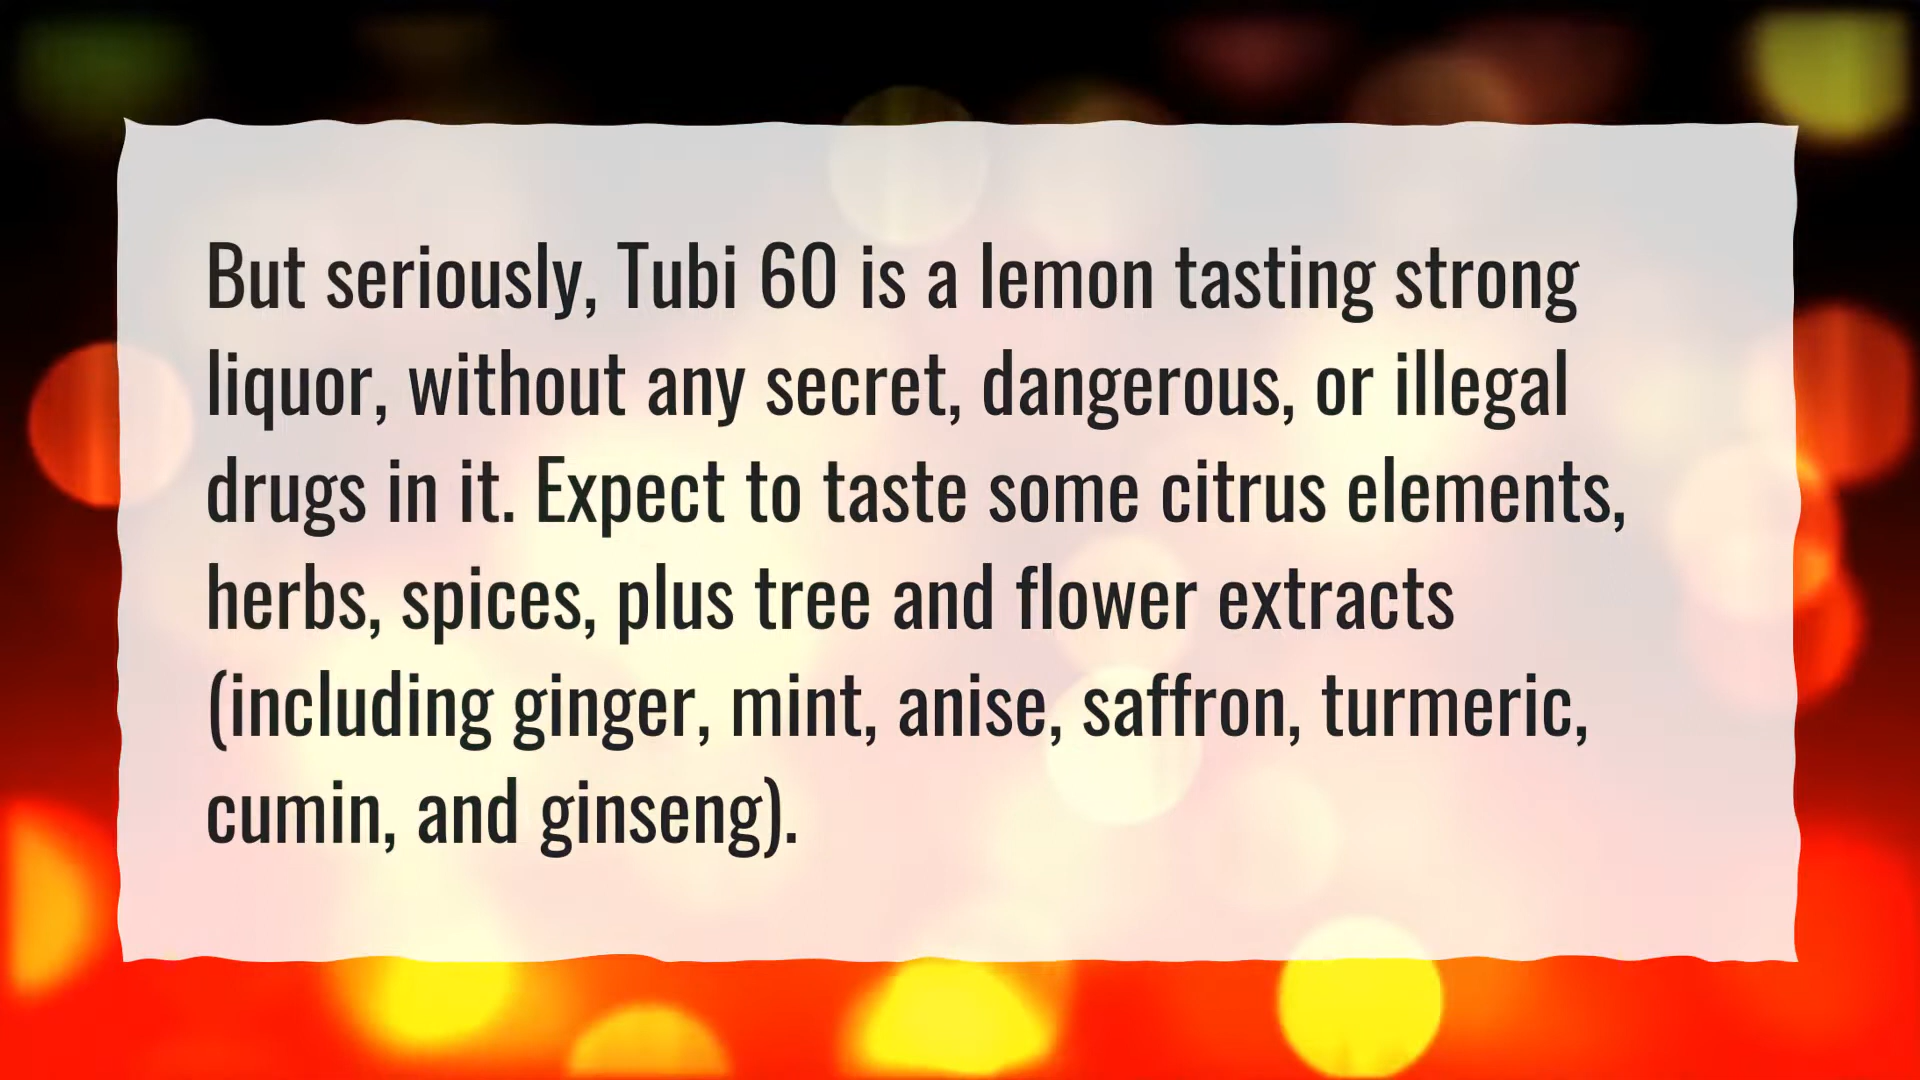 But seriously, Tubi 60 is a lemon tasting strong
liquor, without any secret, dangerous, or illegal
drugs in it. Expect to taste some citrus elements,
herbs, spices, plus tree and flower extracts
(including ginger, mint, anise, saffron, turmeric,
cumin, and ginseng).